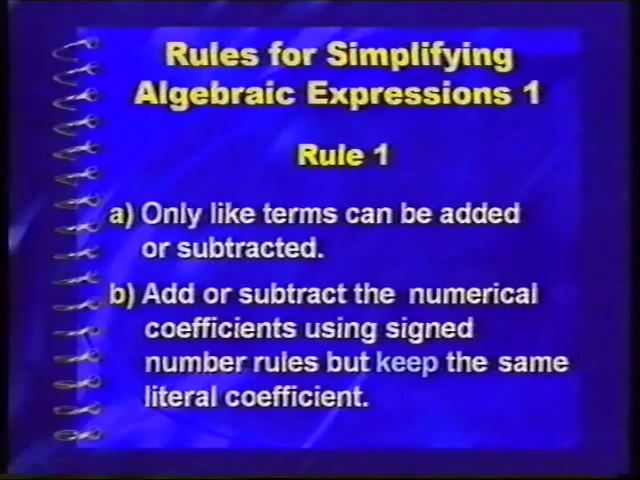 Rules for Simplifying
Algebraic Expressions 1
Rule 1
a) Only like terms can be added
or subtracted.
b) Add or subtract the numerical
coefficients using signed
number rules but keep the same
literal coefficient.